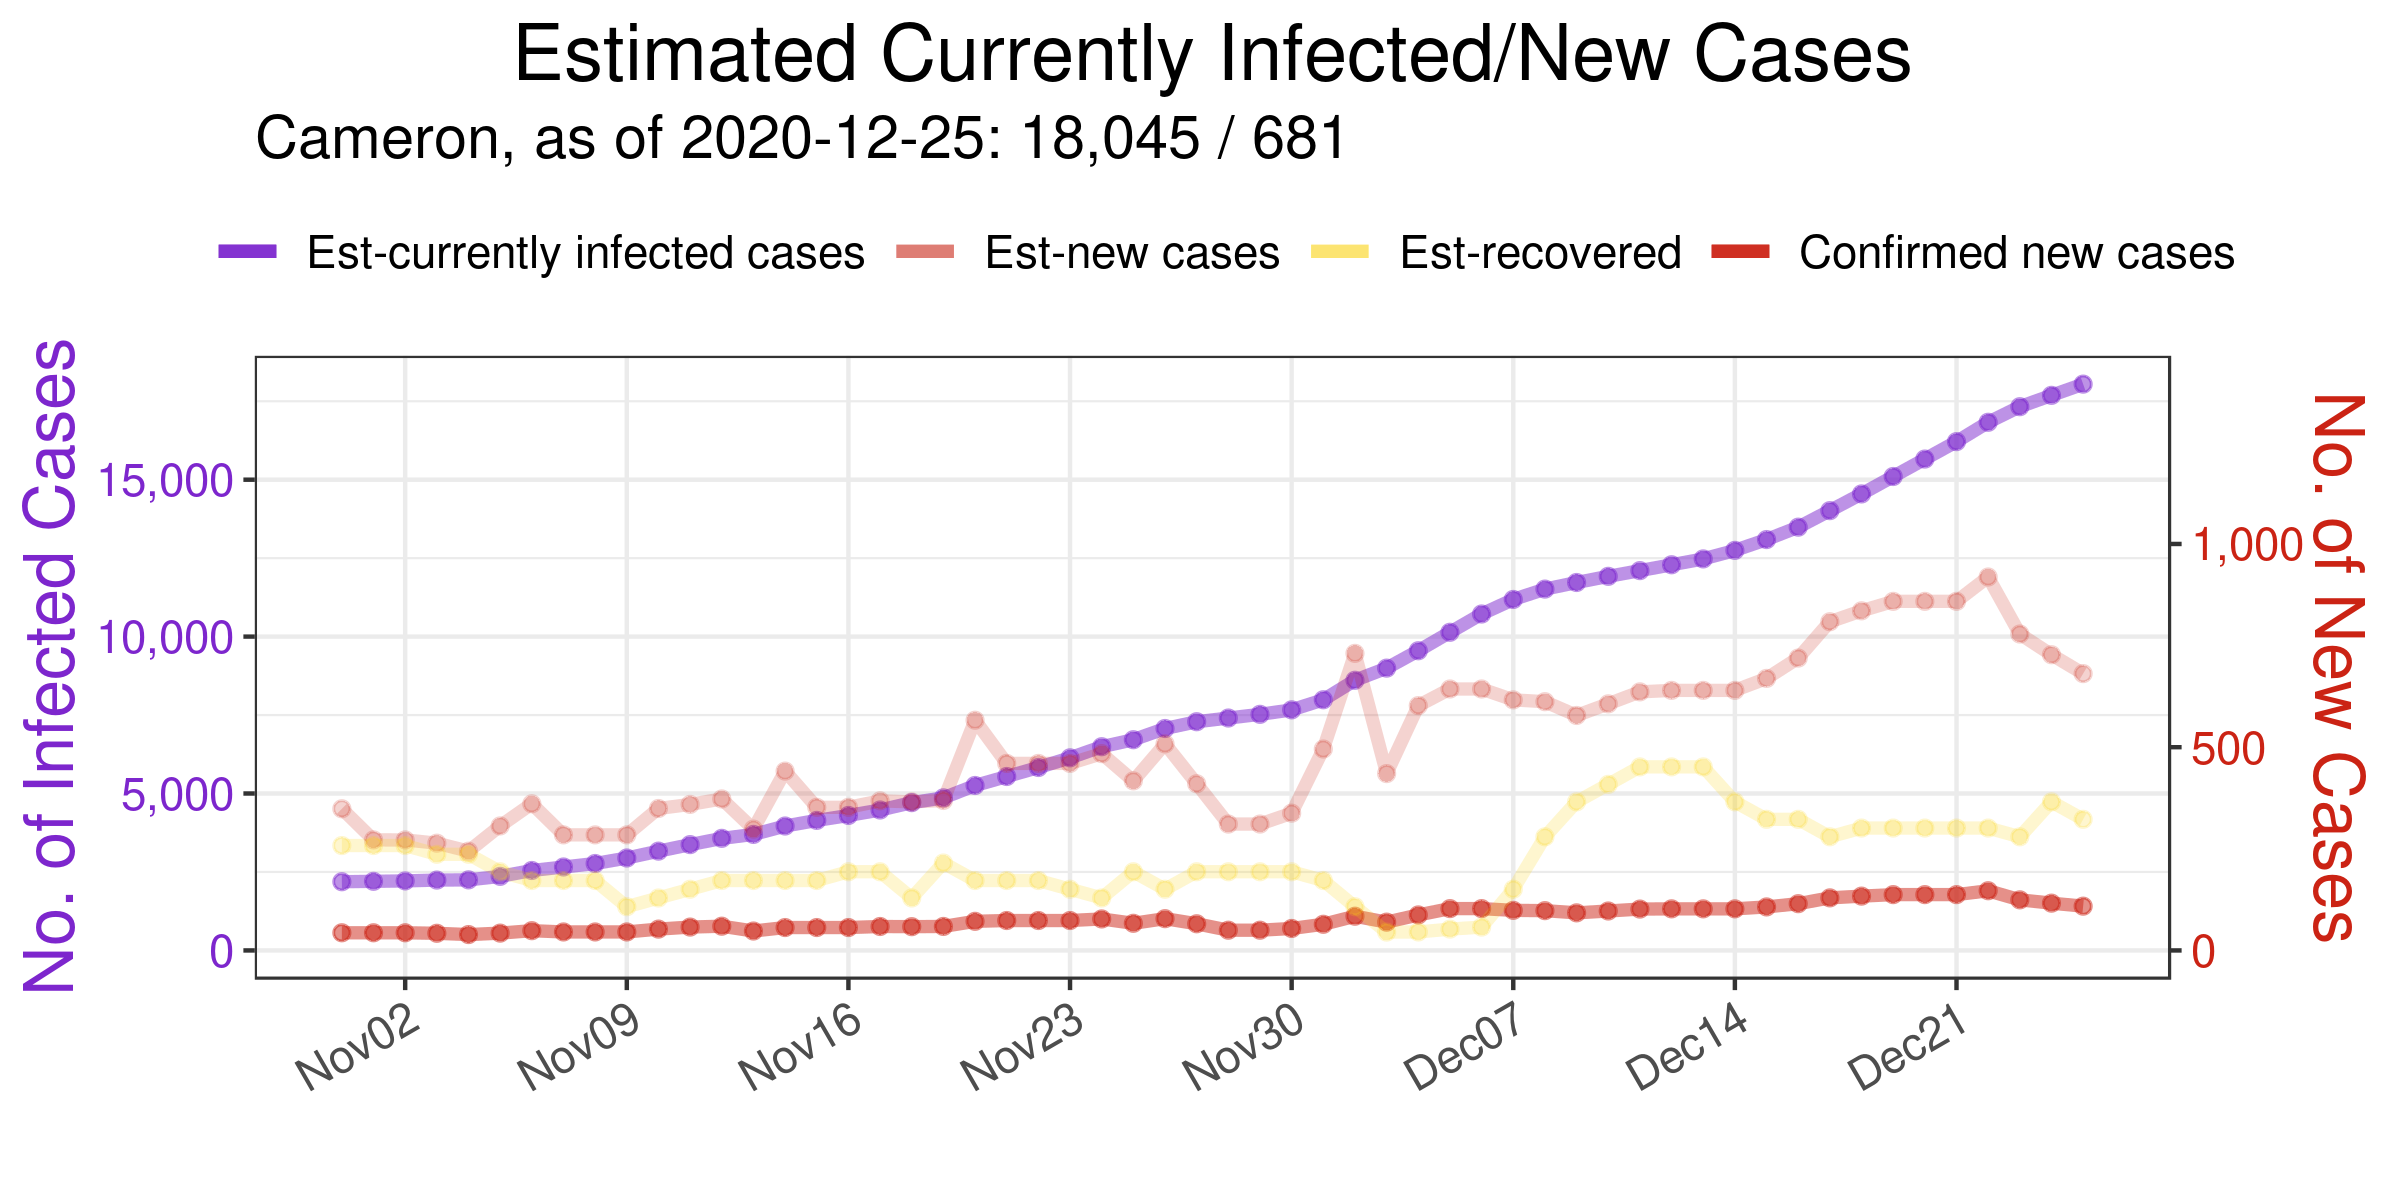 Estimated Currently Infected/New Cases
Cameron, as of 2020-12-25: 18,045 / 681
Est-currently infected cases Est-new cases Est-recovered Confirmed new cases
No. of Infected Cases
15,000
10,000
5,000
0
1,000
500
0
No. of New Cases
Nov02 Nov09 Nov16 Nov23 Nov30 Dec07 Dec14 Dec21